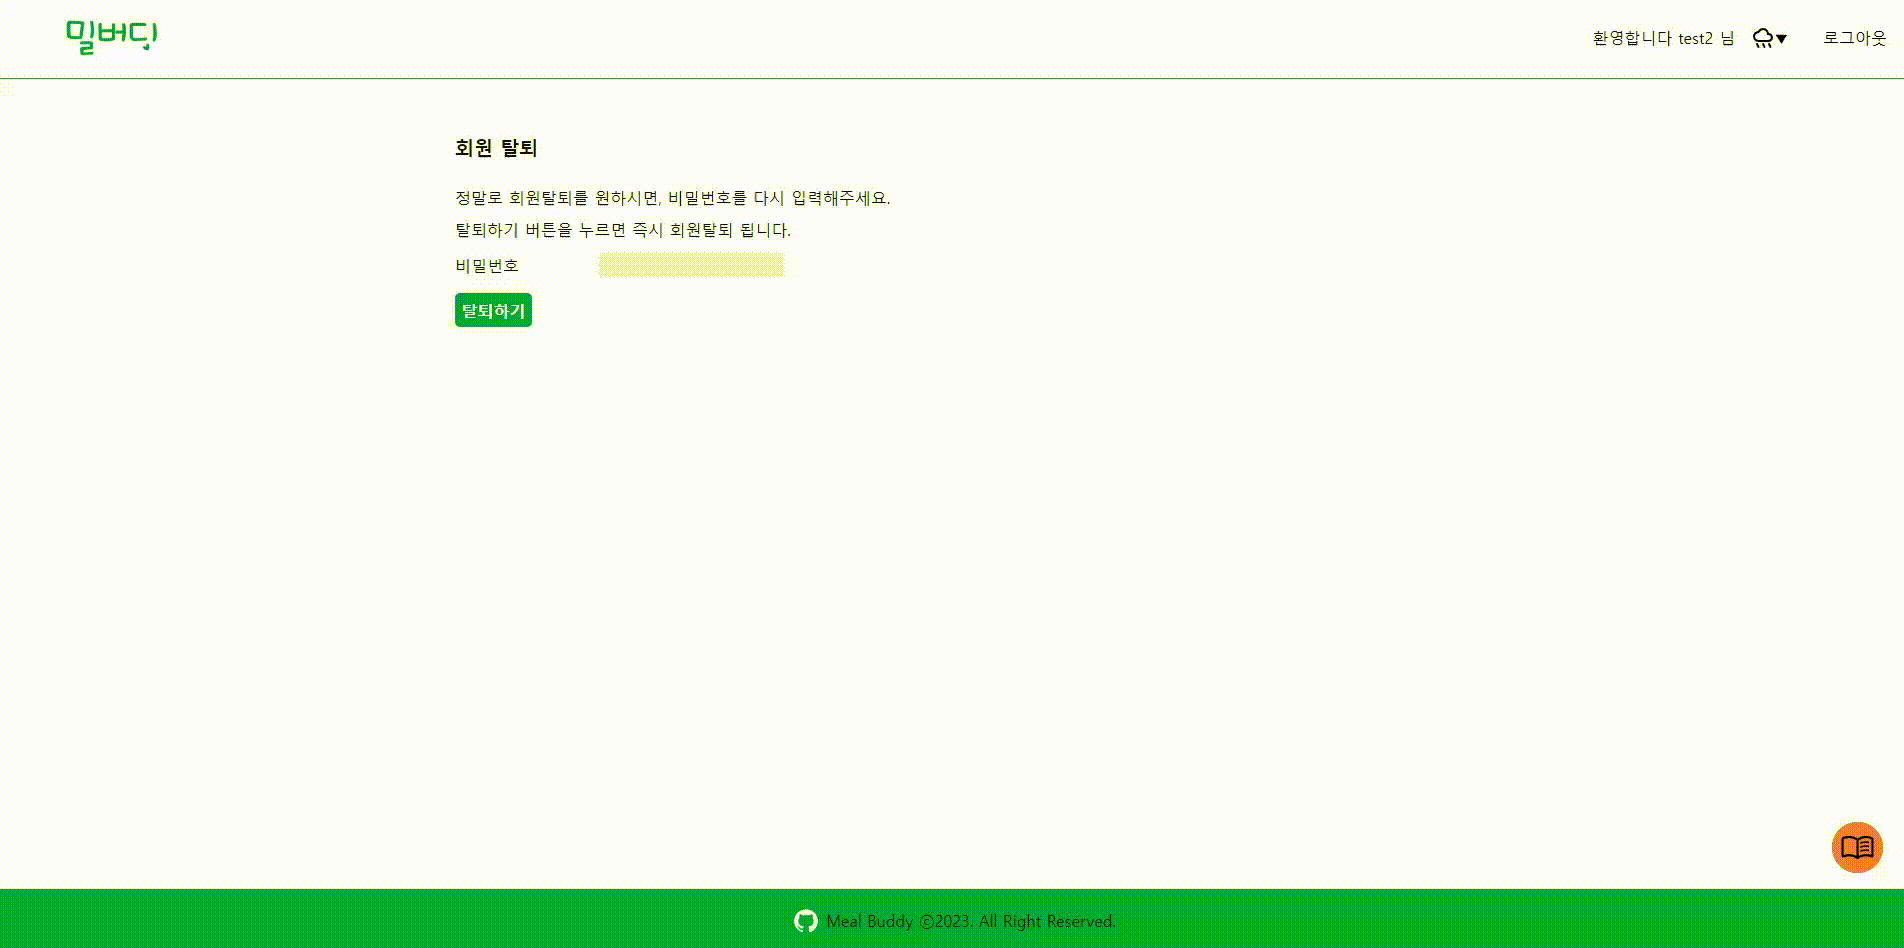 밀버디
환영합니다 test2 님 ▼ 로그아웃
회원 탈퇴
정말로 회원탈퇴를 원하시면, 비밀번호를 다시 입력해주세요.
탈퇴하기 버튼을 누르면 즉시 회원탈퇴 됩니다.
비밀번호
탈퇴하기
Meal Buddy ©2023. All Right Reserved.